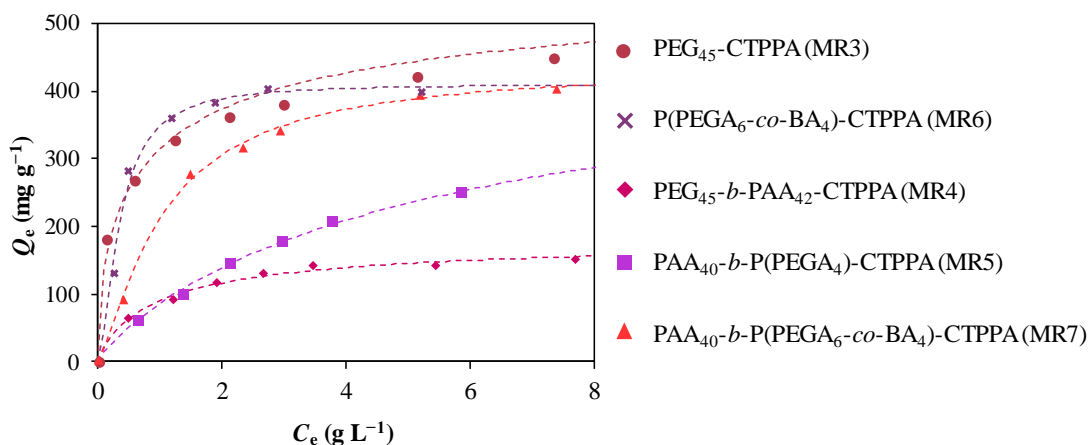 500
400
300
200
100
0
Qe (mg g⁻¹)
0 2 4 6 8
Ce (g L⁻¹)
PEG₄₅-CTPPA (MR3)
P(PEGA₆-co-BA₄)-CTPPA (MR6)
PEG₄₅-b-PAA₄₂-CTPPA (MR4)
PAA₄₀-b-P(PEGA₄)-CTPPA (MR5)
PAA₄₀-b-P(PEGA₆-co-BA₄)-CTPPA (MR7)